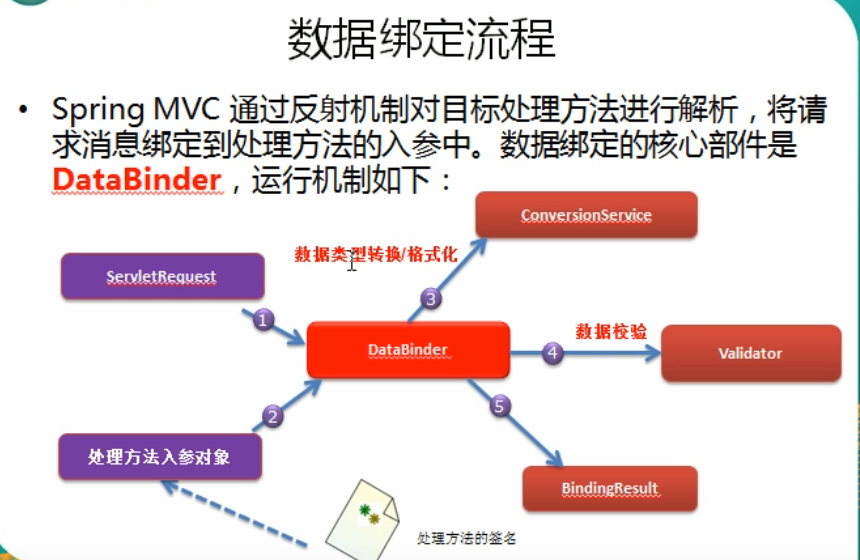 数据绑定流程
• Spring MVC 通过反射机制对目标处理方法进行解析，将请
求消息绑定到处理方法的入参中。数据绑定的核心部件是
DataBinder，运行机制如下：
ConversionService
数据类型转换/格式化
ServletRequest
3
1
数据校验
DataBinder
4
Validator
2
5
处理方法入参对象
BindingResult
处理方法的签名